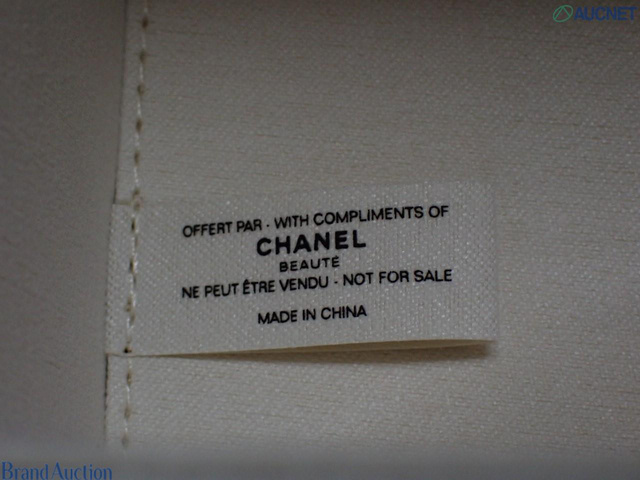 AUCNET
OFFERT PAR - WITH COMPLIMENTS OF
CHANEL
BEAUTÉ
NE PEUT ÊTRE VENDU - NOT FOR SALE
MADE IN CHINA
Brand Auction